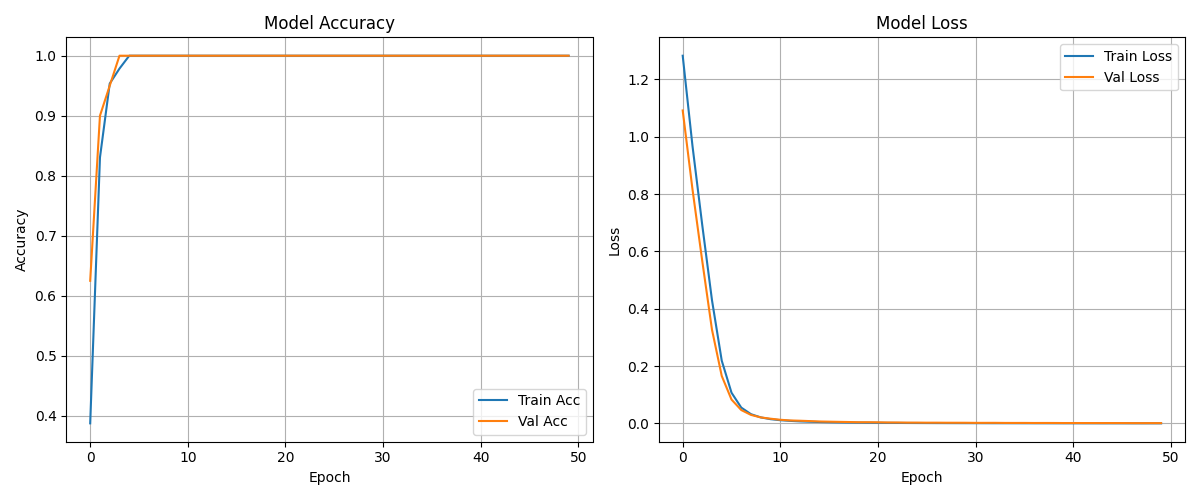 Model Accuracy
1.0
0.9
0.8
0.7
0.6
0.5
0.4
Accuracy
0 10 20 30 40 50
Epoch
Train Acc
Val Acc
Model Loss
1.2
1.0
0.8
0.6
0.4
0.2
0.0
Loss
0 10 20 30 40 50
Epoch
Train Loss
Val Loss